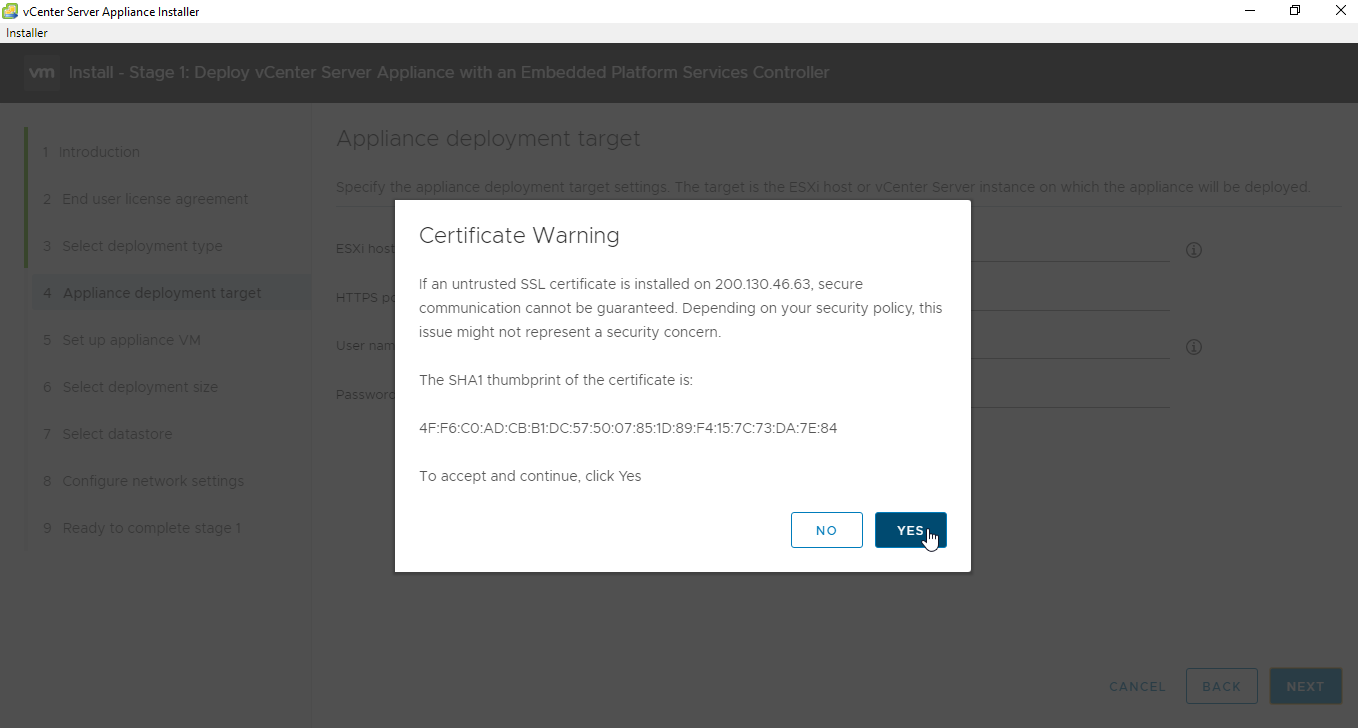 vCenter Server Appliance Installer
Installer
vm Install - Stage 1: Deploy vCenter Server Appliance with an Embedded Platform Services Controller
1 Introduction
2 End user license agreement
3 Select deployment type
4 Appliance deployment target
5 Set up appliance VM
6 Select deployment size
7 Select datastore
8 Configure network settings
9 Ready to complete stage 1
Appliance deployment target
Specify the appliance deployment target settings. The target is the ESXi host or vCenter Server instance on which the appliance will be deployed.
ESXi host
HTTPS po
User nam
Password
Certificate Warning
If an untrusted SSL certificate is installed on 200.130.46.63, secure
communication cannot be guaranteed. Depending on your security policy, this
issue might not represent a security concern.
The SHA1 thumbprint of the certificate is:
4F:F6:C0:AD:CB:B1:DC:57:50:07:85:1D:89:F4:15:7C:73:DA:7E:84
To accept and continue, click Yes
NO
YES
CANCEL
BACK
NEXT